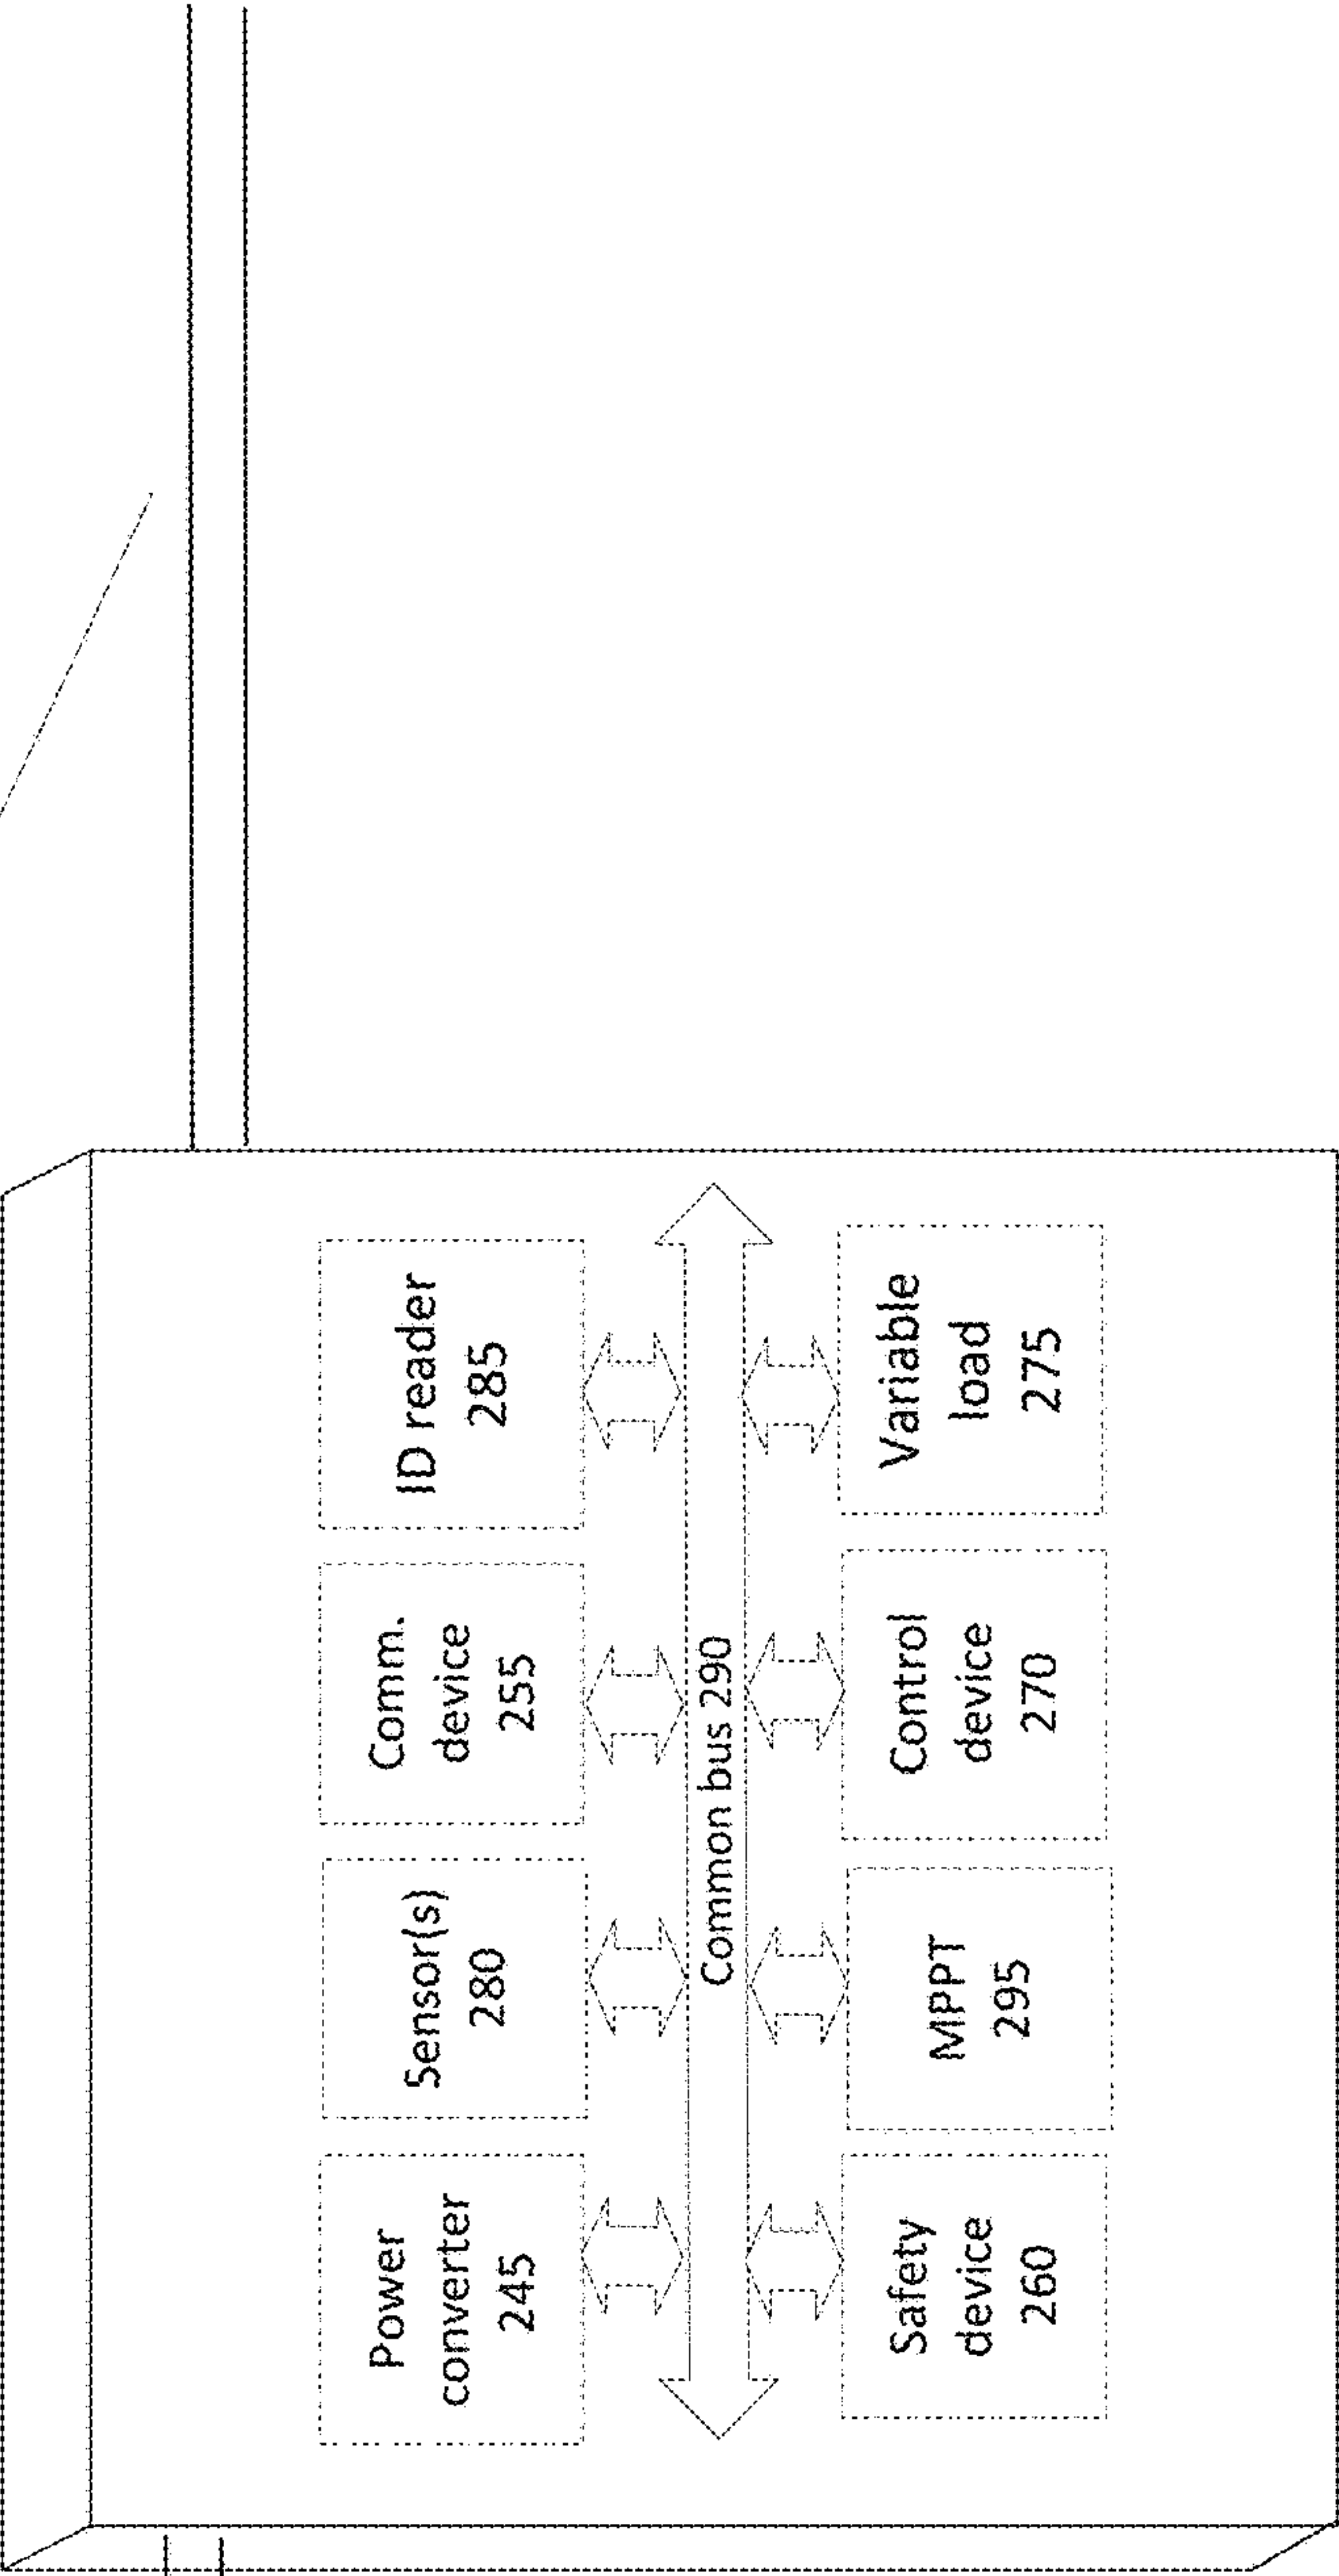 Power
converter
245
Sensor(s)
280
Comm.
device
255
ID reader
285
Common bus 290
Safety
device
260
MPPT
295
Control
device
270
Variable
load
275